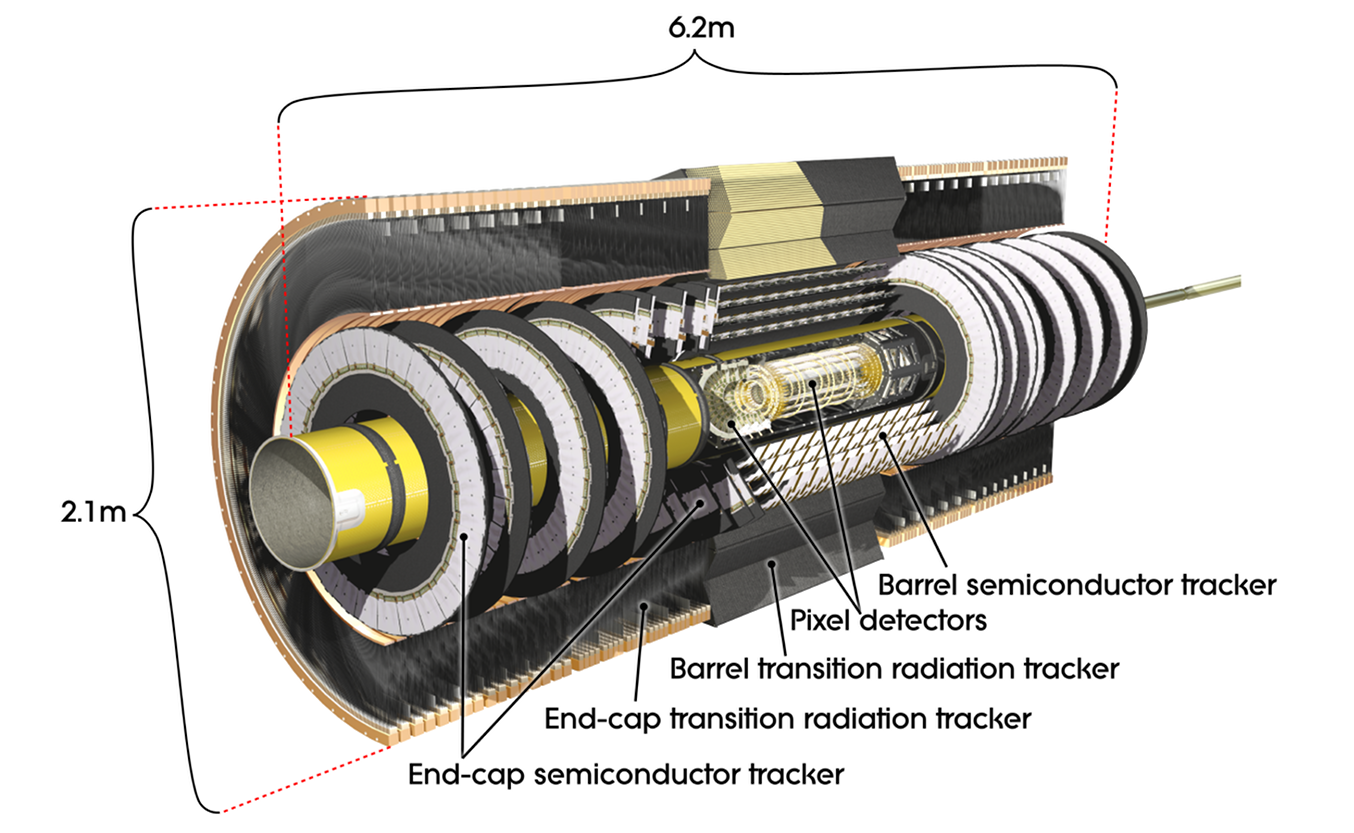 6.2m
2.1m
Barrel semiconductor tracker
Pixel detectors
Barrel transition radiation tracker
End-cap transition radiation tracker
End-cap semiconductor tracker